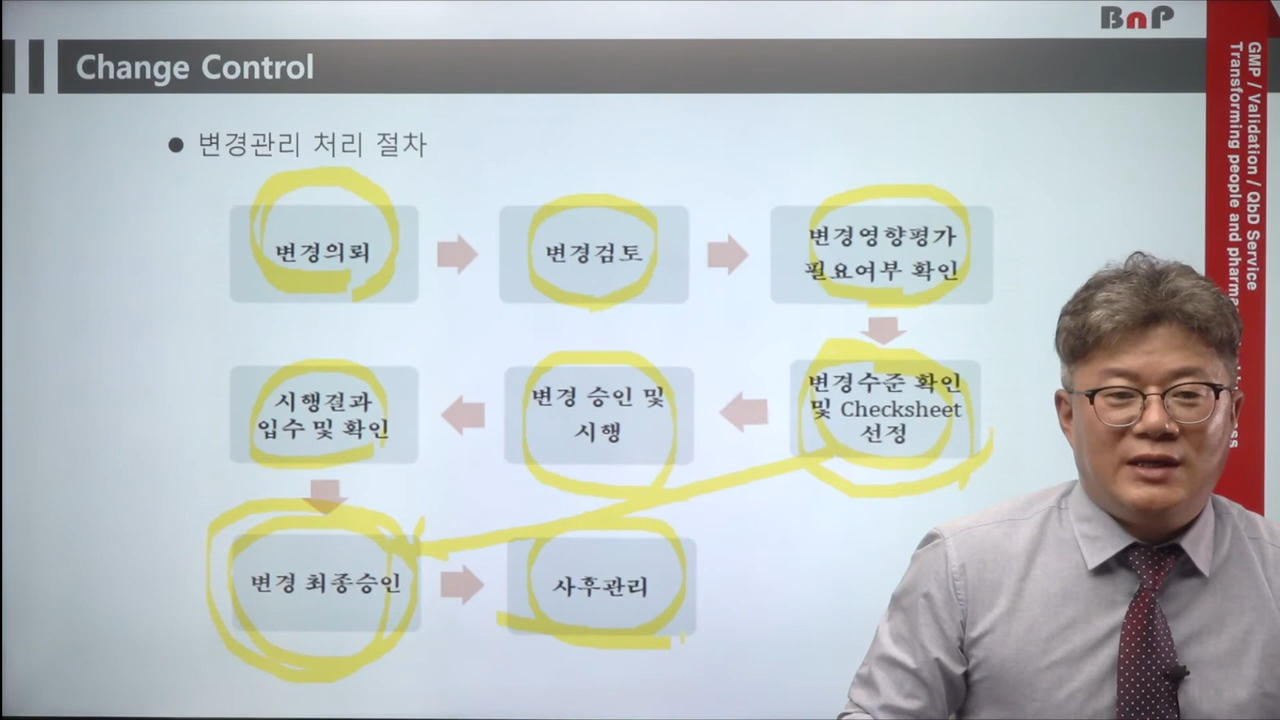 BnP
Change Control
GMP / Validation / QbD Service
Transforming people and pharma
ss
● 변경관리 처리 절차
변경의뢰
변경검토
변경영향평가
필요여부 확인
변경수준 확인
및 Checksheet
선정
변경 승인 및
시행
시행결과
입수 및 확인
변경 최종승인
사후관리